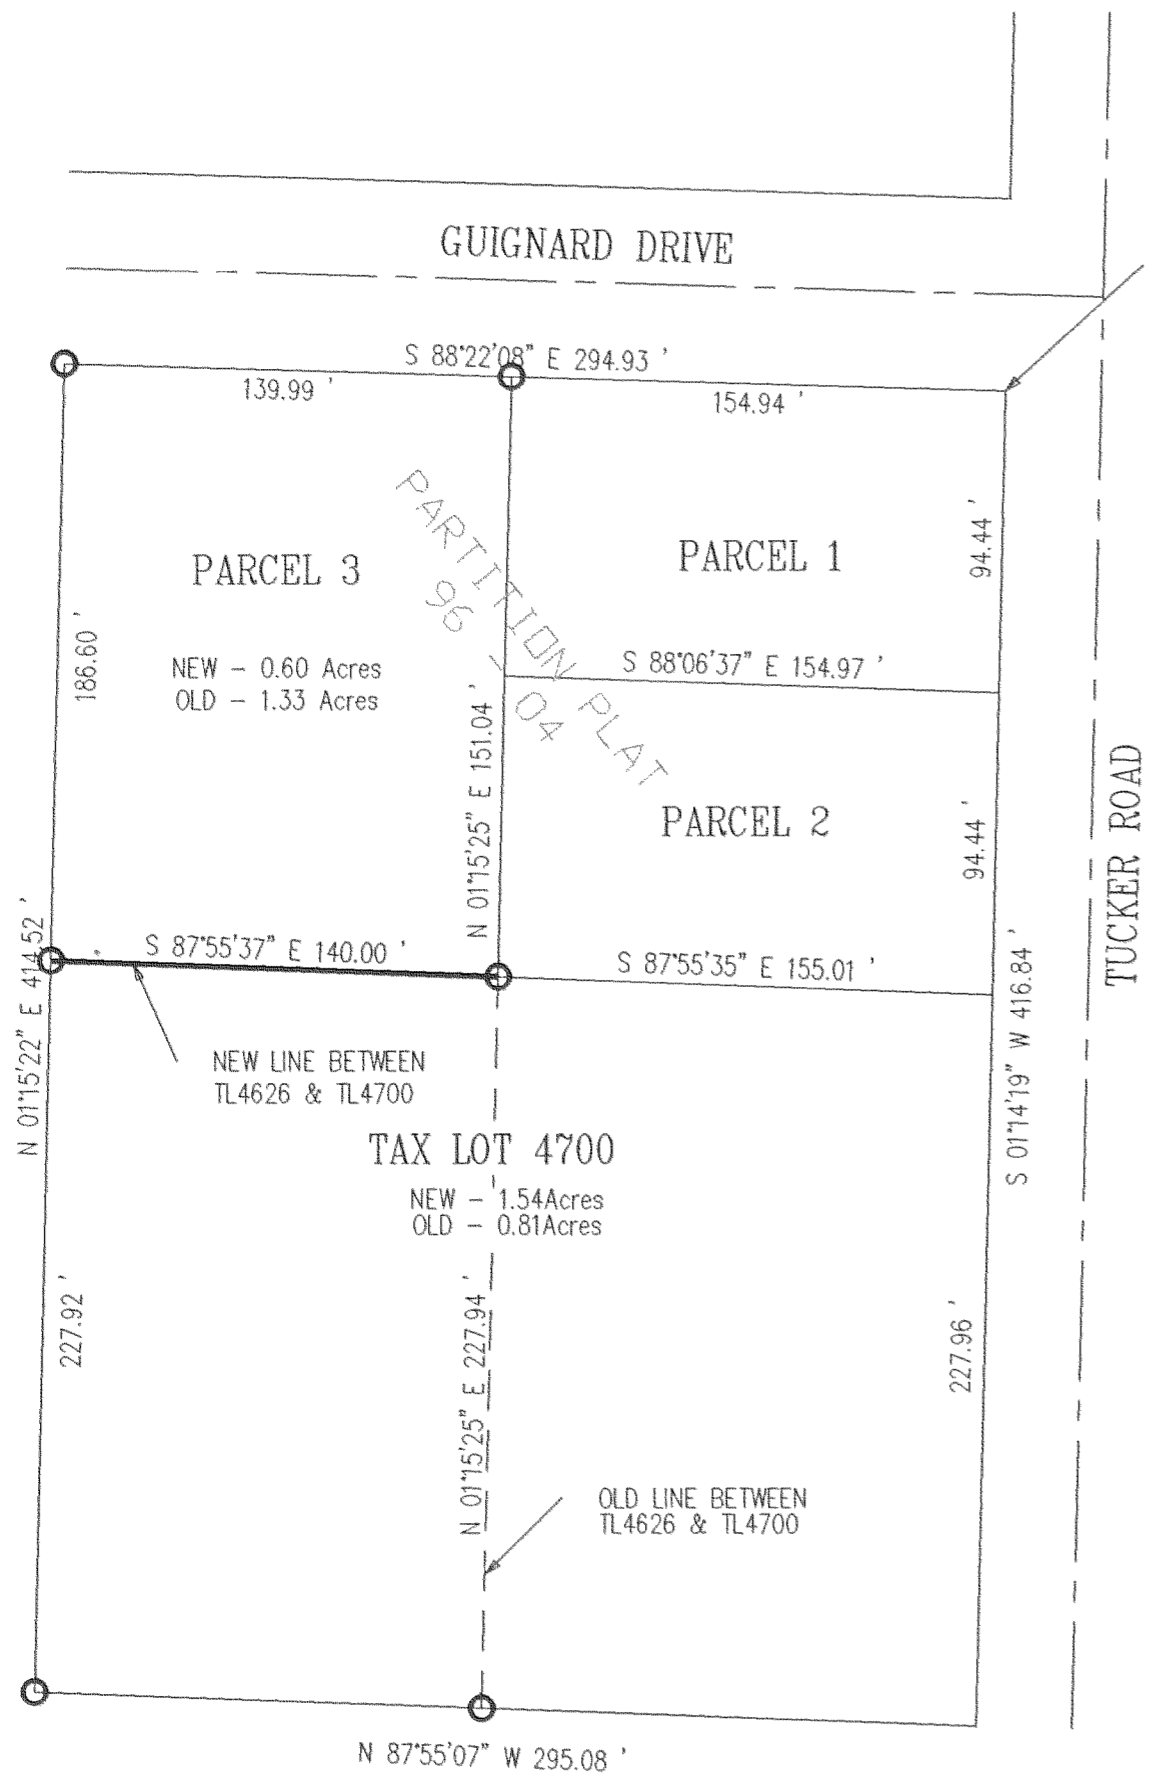 GUIGNARD DRIVE
S 88°22'08" E 294.93 '
139.99 '
154.94 '
PARTITION PLAT
96 - 04
PARCEL 3
NEW - 0.60 Acres
OLD - 1.33 Acres
186.60 '
PARCEL 1
94.44 '
S 88°06'37" E 154.97 '
N 01°15'25" E 151.04 '
PARCEL 2
94.44 '
TUCKER ROAD
S 87°55'37" E 140.00 '
S 87°55'35" E 155.01 '
N 01°15'22" E 414.52 '
S 01°14'19" W 416.84 '
NEW LINE BETWEEN
TL4626 & TL4700
TAX LOT 4700
NEW - 1.54Acres
OLD - 0.81Acres
227.92 '
N 01°15'25" E 227.94 '
227.96 '
OLD LINE BETWEEN
TL4626 & TL4700
N 87°55'07" W 295.08 '